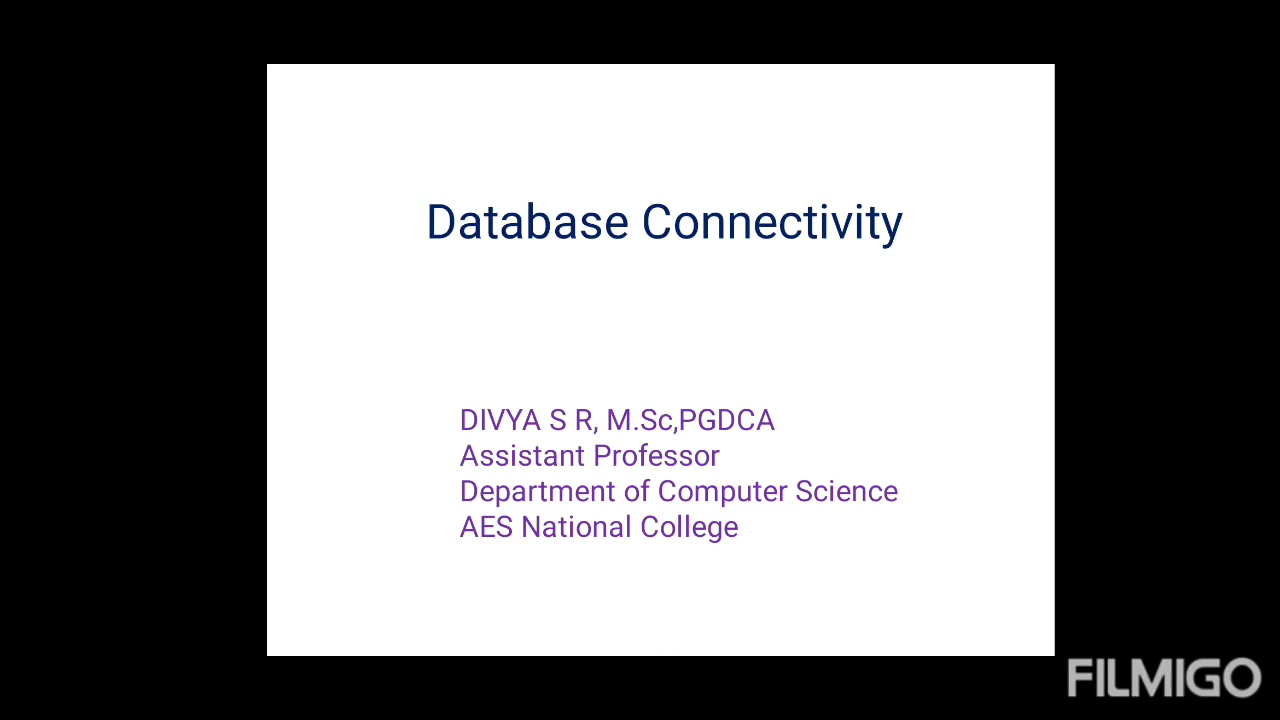 Database Connectivity
DIVYA S R, M.Sc,PGDCA
Assistant Professor
Department of Computer Science
AES National College
FILMIGO